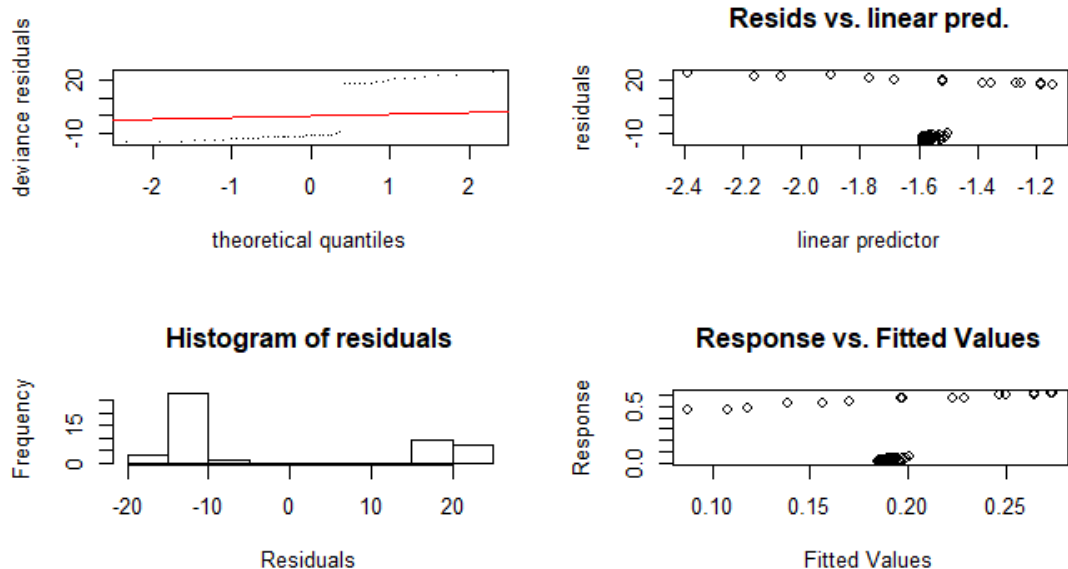 deviance residuals
20
-10
-2
-1
0
1
2
theoretical quantiles
Resids vs. linear pred.
residuals
20
-10
-2.4
-2.2
-2.0
-1.8
-1.6
-1.4
-1.2
linear predictor
Histogram of residuals
Frequency
15
0
-20
-10
0
10
20
Residuals
Response vs. Fitted Values
Response
0.5
0.0
0.10
0.15
0.20
0.25
Fitted Values